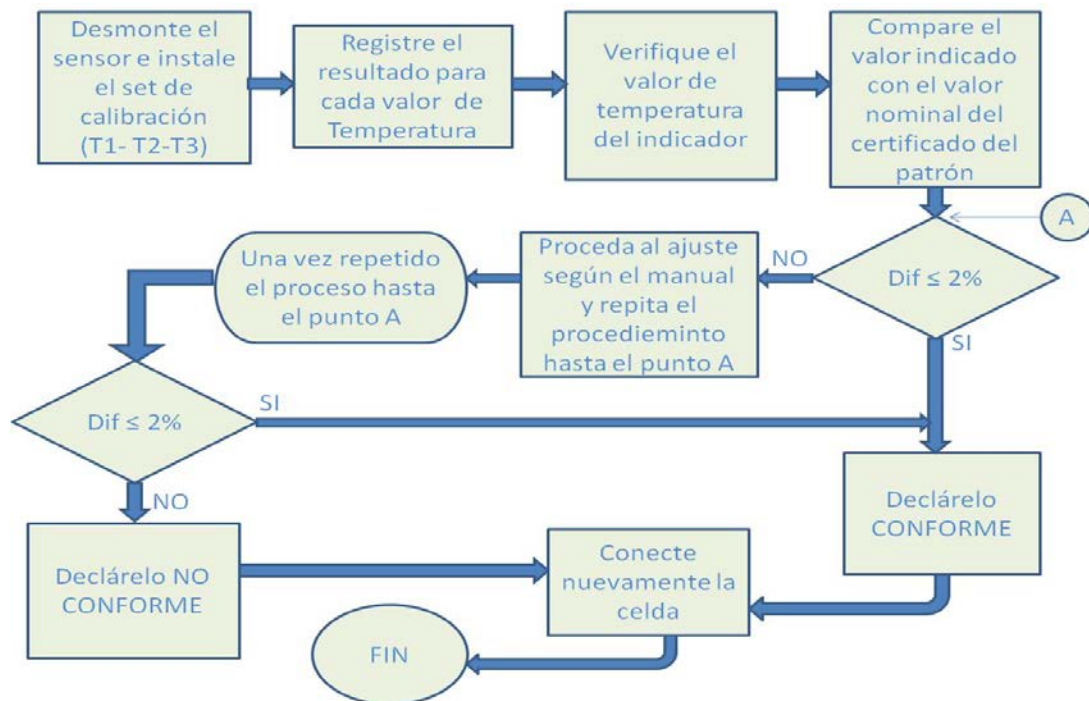 Desmonte el
sensor e instale
el set de
calibración
(T1- T2-T3)
Registre el
resultado para
cada valor de
Temperatura
Verifique el
valor de
temperatura
del indicador
Compare el
valor indicado
con el valor
nominal del
certificado del
patrón
A
Dif ≤ 2%
NO
SI
Proceda al ajuste
según el manual
y repita el
procedieminto
hasta el punto A
Una vez repetido
el proceso hasta
el punto A
Dif ≤ 2%
SI
NO
Declárelo NO
CONFORME
Declárelo
CONFORME
Conecte
nuevamente la
celda
FIN